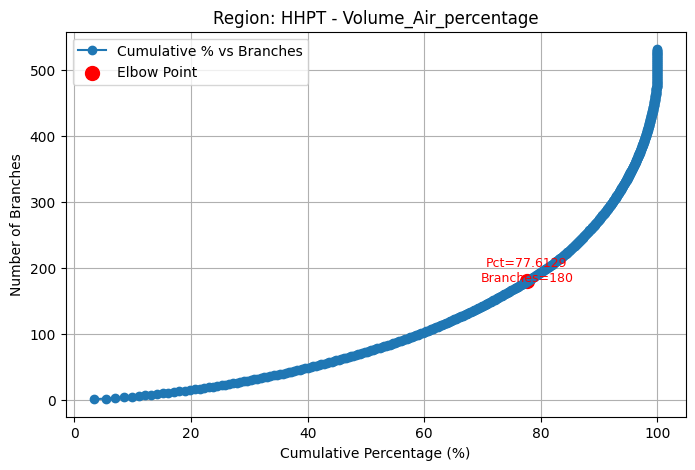 Region: HHPT - Volume_Air_percentage
Cumulative % vs Branches
Elbow Point
Number of Branches
500
400
300
200
100
0
Pct=77.6129
Branches=180
0
20
40
60
80
100
Cumulative Percentage (%)